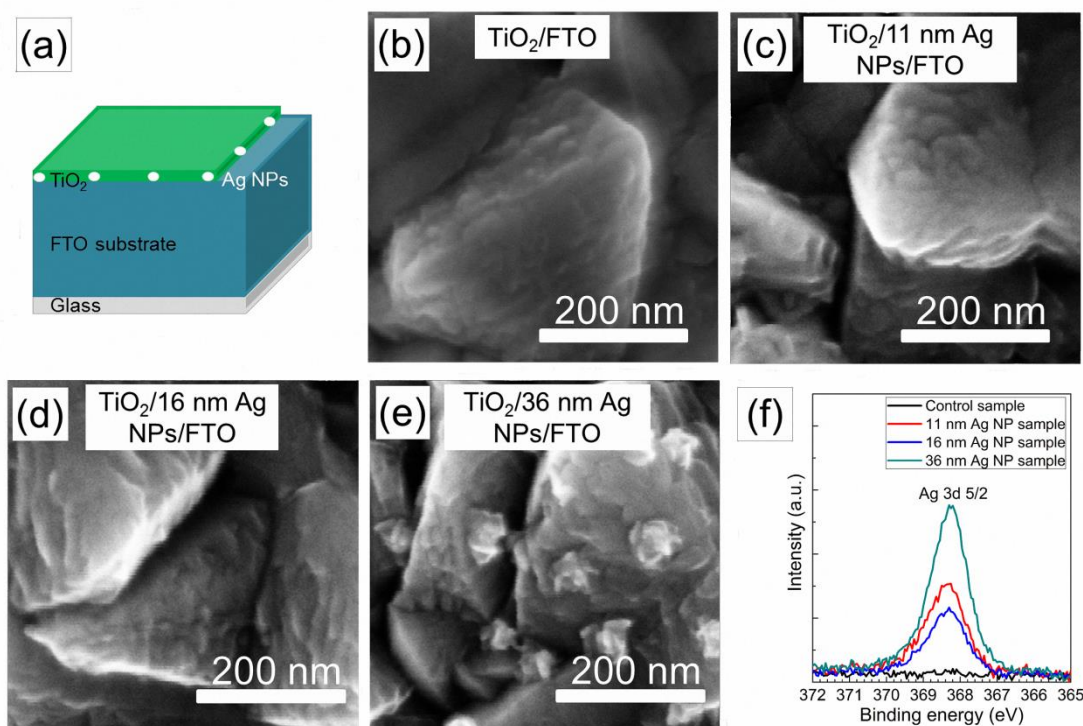 (a)
TiO₂
Ag NPs
FTO substrate
Glass
(b)
TiO₂/FTO
200 nm
(c)
TiO₂/11 nm Ag
NPs/FTO
200 nm
(d)
TiO₂/16 nm Ag
NPs/FTO
200 nm
(e)
TiO₂/36 nm Ag
NPs/FTO
200 nm
(f)
Control sample
11 nm Ag NP sample
16 nm Ag NP sample
36 nm Ag NP sample
Ag 3d 5/2
Intensity (a.u.)
372 371 370 369 368 367 366 365
Binding energy (eV)